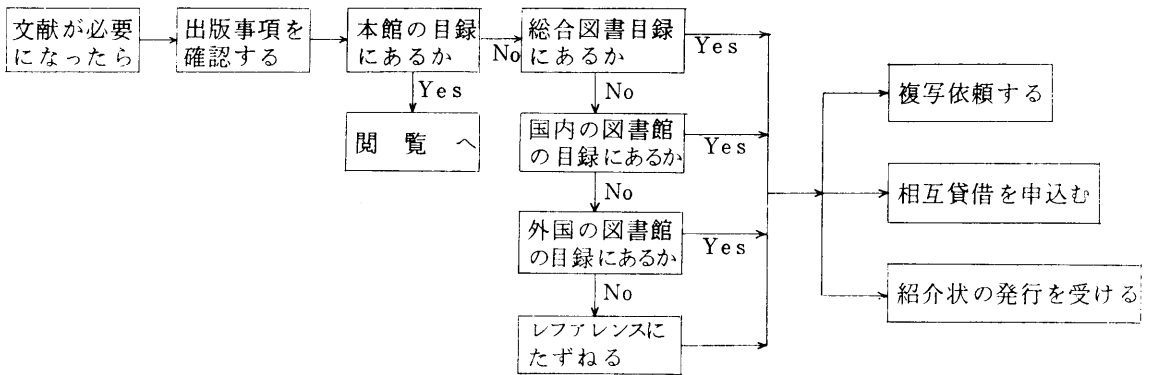 文献が必要
になったら
出版事項を
確認する
本館の目録
にあるか
No
Yes
閲覧へ
総合図書目録
にあるか
Yes
No
国内の図書館
の目録にあるか
Yes
No
外国の図書館
の目録にあるか
Yes
No
レファレンスに
たずねる
複写依頼する
相互貸借を申込む
紹介状の発行を受ける